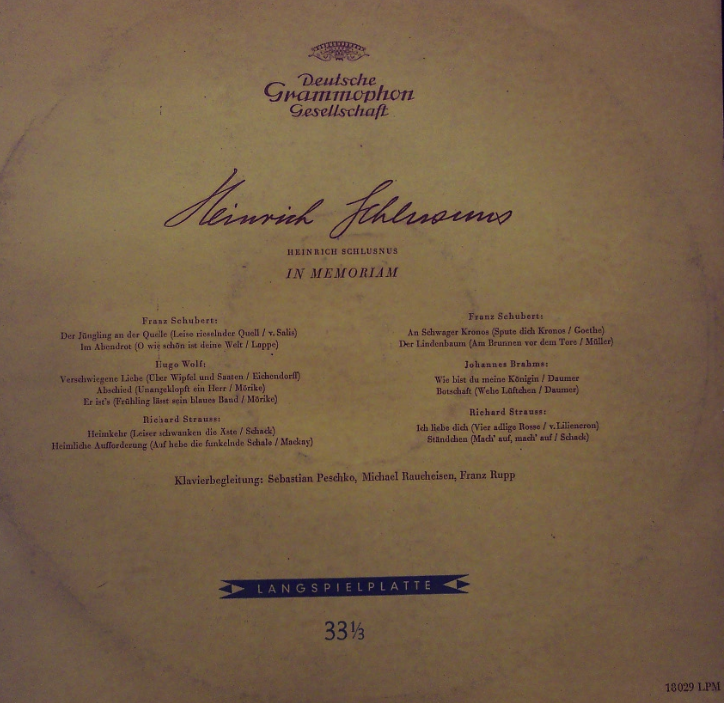 Deutsche
Grammophon
Gesellschaft
Heinrich Schlusnus
HEINRICH SCHLUSNUS
IN MEMORIAM
Franz Schubert:
Der Jüngling an der Quelle (Leise rieselnder Quell / v. Salis)
Im Abendrot (O wie schön ist deine Welt / Lappe)
Hugo Wolf:
Verschwiegene Liebe (Über Wipfel und Saaten / Eichendorff)
Abschied (Unangeklopft ein Herr / Mörike)
Er ist's (Frühling lässt sein blaues Band / Mörike)
Richard Strauss:
Heimkehr (Leiser schwanken die Äste / Schack)
Heimliche Aufforderung (Auf hebe die funkelnde Schale / Mackay)
Franz Schubert:
An Schwager Kronos (Spute dich Kronos / Goethe)
Der Lindenbaum (Am Brunnen vor dem Tore / Müller)
Johannes Brahms:
Wie bist du meine Königin / Daumer
Botschaft (Wehe Lüftchen / Daumer)
Richard Strauss:
Ich liebe dich (Vier adlige Rosse / v. Liliencron)
Ständchen (Mach' auf, mach' auf / Schack)
Klavierbegleitung: Sebastian Peschko, Michael Raucheisen, Franz Rupp
LANGSPIELPLATTE
33⅓
18029 LPM